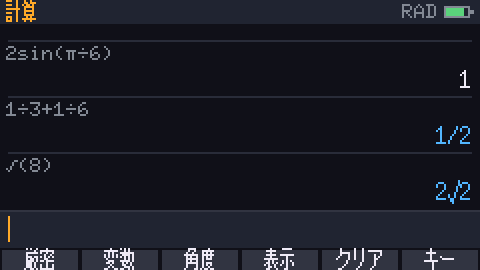 計算 RAD
2sin(π÷6)
1
1÷3+1÷6
1/2
√(8)
2√2
厳密 変数 角度 表示 クリア キー